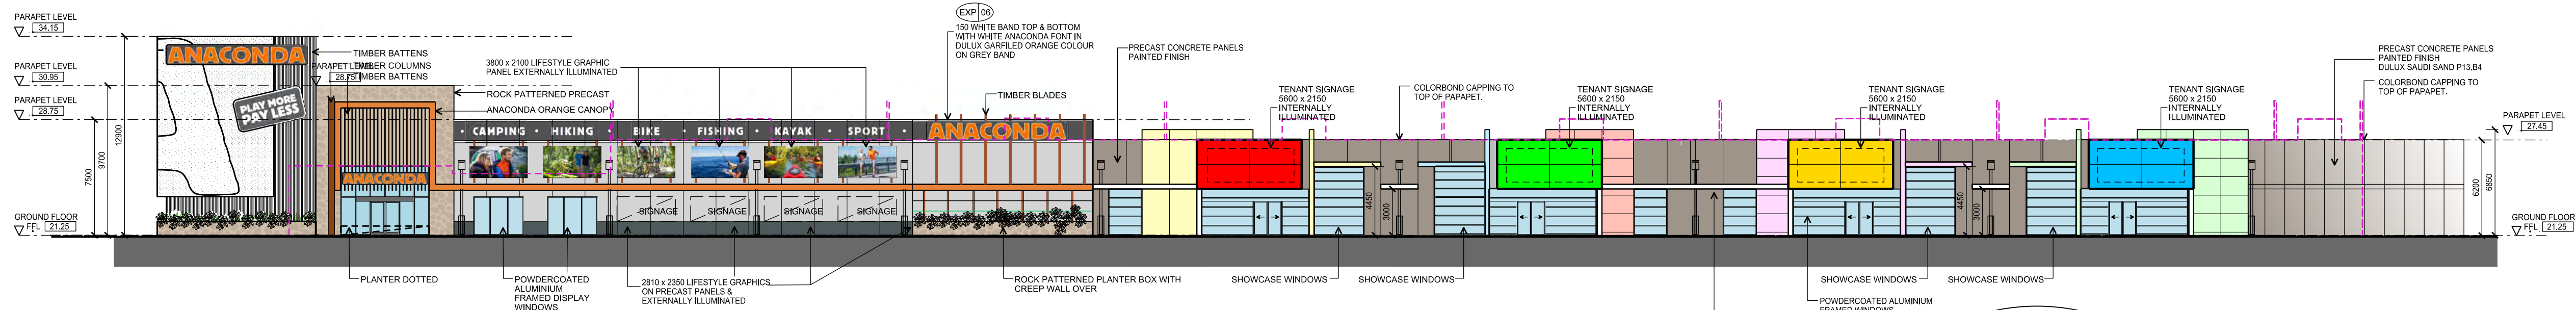 PARAPET LEVEL
34.15
PARAPET LEVEL
30.95
PARAPET LEVEL
28.75
GROUND FLOOR
FFL 21.25
7500
9700
12900
ANACONDA
PLAY MORE
PAY LESS
TIMBER BATTENS
TIMBER COLUMNS
PARAPET LEVEL
28.75
TIMBER BATTENS
ROCK PATTERNED PRECAST
ANACONDA ORANGE CANOPY
3800 x 2100 LIFESTYLE GRAPHIC
PANEL EXTERNALLY ILLUMINATED
EXP 06
150 WHITE BAND TOP & BOTTOM
WITH WHITE ANACONDA FONT IN
DULUX GARFILED ORANGE COLOUR
ON GREY BAND
TIMBER BLADES
• CAMPING • HIKING • BIKE • FISHING • KAYAK • SPORT •
ANACONDA
ANACONDA
SIGNAGE
SIGNAGE
SIGNAGE
SIGNAGE
PRECAST CONCRETE PANELS
PAINTED FINISH
TENANT SIGNAGE
5600 x 2150
INTERNALLY
ILLUMINATED
COLORBOND CAPPING TO
TOP OF PAPAPET.
TENANT SIGNAGE
5600 x 2150
INTERNALLY
ILLUMINATED
TENANT SIGNAGE
5600 x 2150
INTERNALLY
ILLUMINATED
TENANT SIGNAGE
5600 x 2150
INTERNALLY
ILLUMINATED
PRECAST CONCRETE PANELS
PAINTED FINISH
DULUX SAUDI SAND P13,B4
COLORBOND CAPPING TO
TOP OF PAPAPET.
PARAPET LEVEL
27.45
4450
3000
4450
3000
6200
6850
GROUND FLOOR
FFL 21.25
PLANTER DOTTED
POWDERCOATED
ALUMINIUM
FRAMED DISPLAY
WINDOWS
2810 x 2350 LIFESTYLE GRAPHICS
ON PRECAST PANELS &
EXTERNALLY ILLUMINATED
ROCK PATTERNED PLANTER BOX WITH
CREEP WALL OVER
SHOWCASE WINDOWS
SHOWCASE WINDOWS
SHOWCASE WINDOWS
SHOWCASE WINDOWS
POWDERCOATED ALUMINIUM
FRAMED WINDOWS